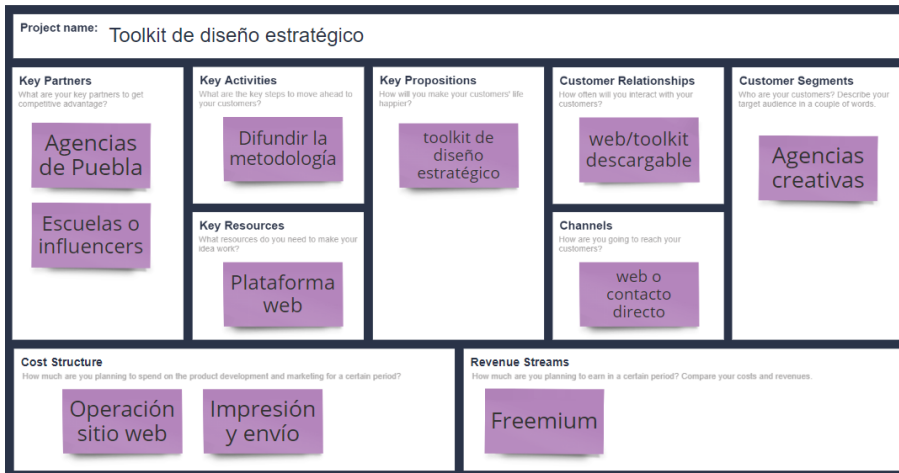 Project name: Toolkit de diseño estratégico
Key Partners
What are your key partners to get
competitive advantage?
Agencias
de Puebla
Escuelas o
influencers
Key Activities
What are the key steps to move ahead to
your customers?
Difundir la
metodología
Key Resources
What resources do you need to make your
idea work?
Plataforma
web
Key Propositions
How will you make your customers' life
happier?
toolkit de
diseño
estratégico
Customer Relationships
How often will you interact with your
customers?
web/toolkit
descargable
Channels
How are you going to reach your
customers?
web o
contacto
directo
Customer Segments
Who are your customers? Describe your
target audience in a couple of words.
Agencias
creativas
Cost Structure
How much are you planning to spend on the product development and marketing for a certain period?
Operación
sitio web
Impresión
y envío
Revenue Streams
How much are you planning to earn in a certain period? Compare your costs and revenues.
Freemium